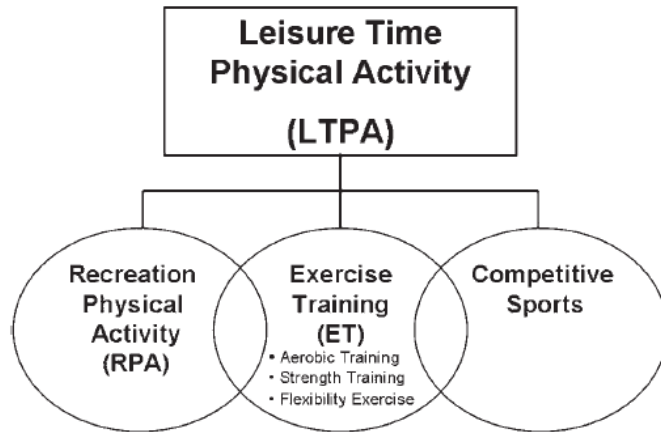 Leisure Time
Physical Activity
(LTPA)
Recreation
Physical
Activity
(RPA)
Exercise
Training
(ET)
• Aerobic Training
• Strength Training
• Flexibility Exercise
Competitive
Sports